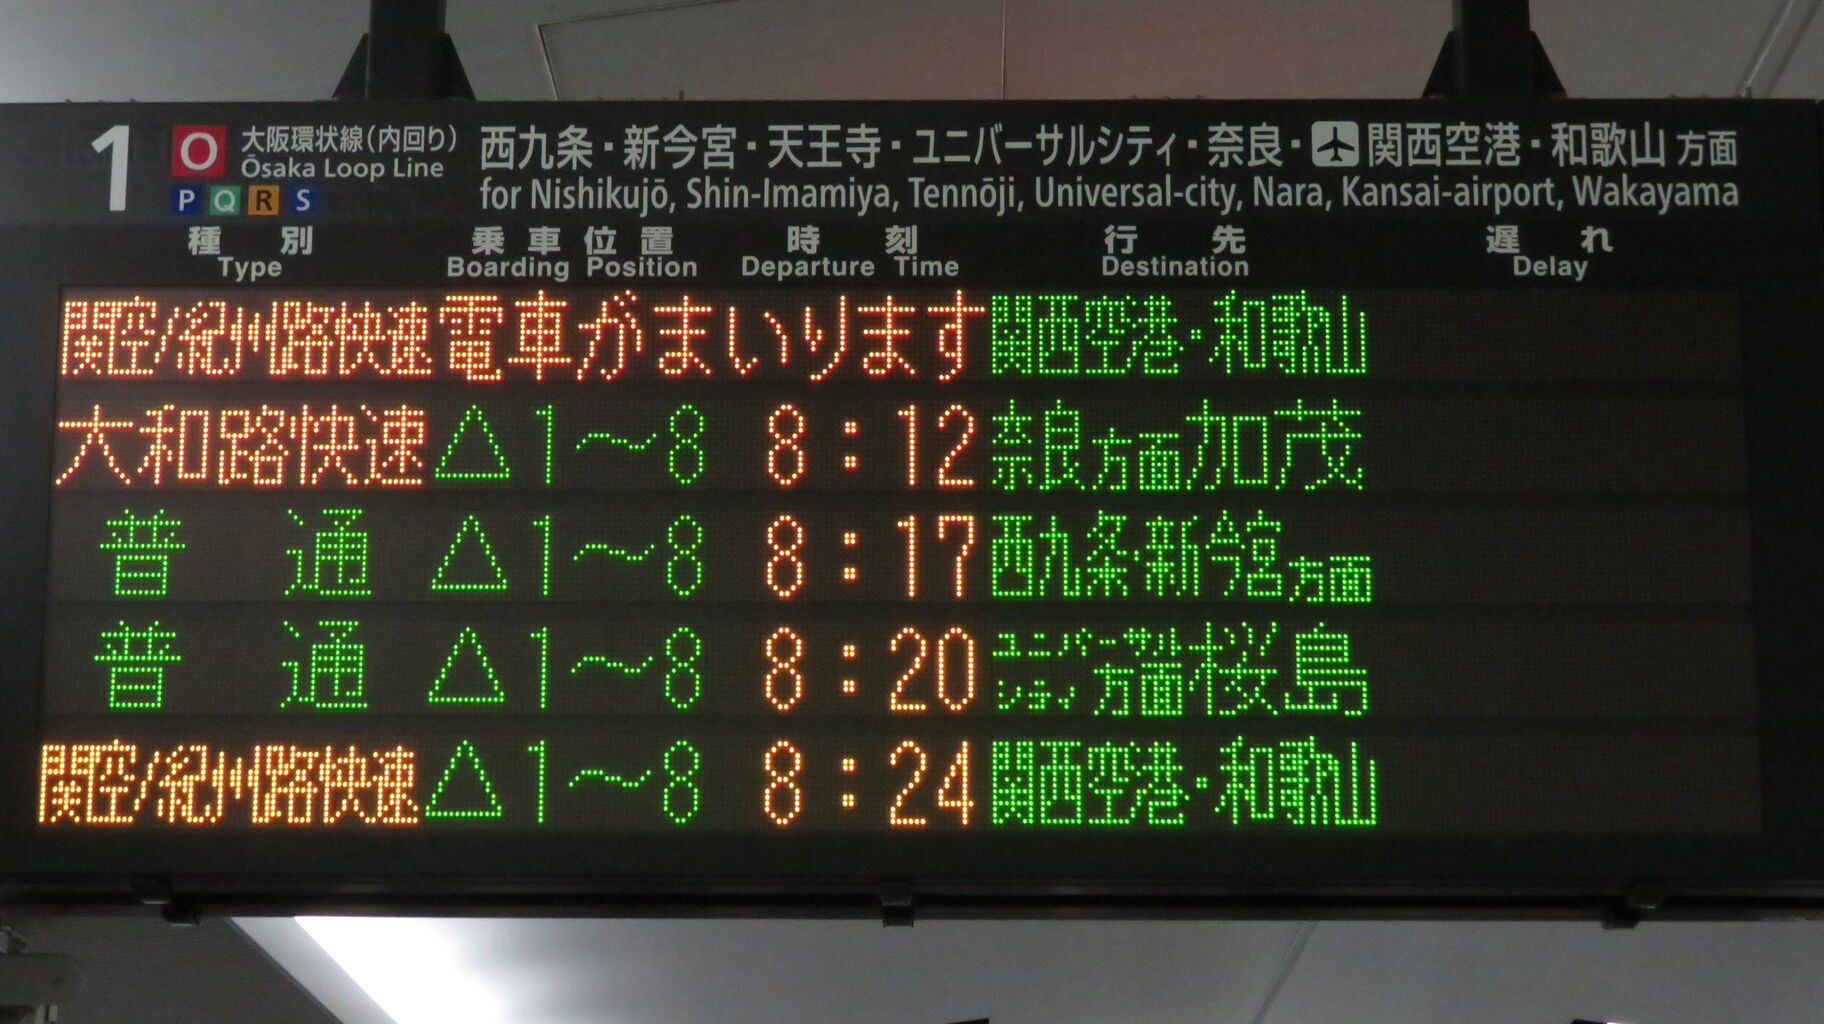 1 O 大阪環状線(内回り) 西九条・新今宮・天王寺・ユニバーサルシティ・奈良・関西空港・和歌山 方面
Ōsaka Loop Line
P Q R S for Nishikujō, Shin-Imamiya, Tennōji, Universal-city, Nara, Kansai-airport, Wakayama
種別 乗車位置 時刻 行先 遅れ
Type Boarding Position Departure Time Destination Delay
関空/紀州路快速 電車がまいります 関西空港・和歌山
大和路快速 △1～8 8:12 奈良方面加茂
普通 △1～8 8:17 西九条・新今宮方面
普通 △1～8 8:20 ユニバーサルシティ方面桜島
関空/紀州路快速 △1～8 8:24 関西空港・和歌山